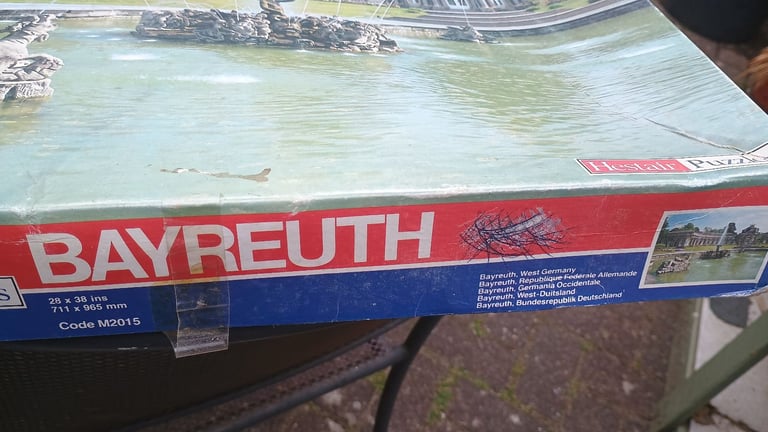 Hestair Puzzles
BAYREUTH
S
28 x 38 ins
711 x 965 mm
Code M2015
Bayreuth, West Germany
Bayreuth, Republique Federale Allemande
Bayreuth, Germania Occidentale
Bayreuth, West-Duitsland
Bayreuth, Bundesrepublik Deutschland